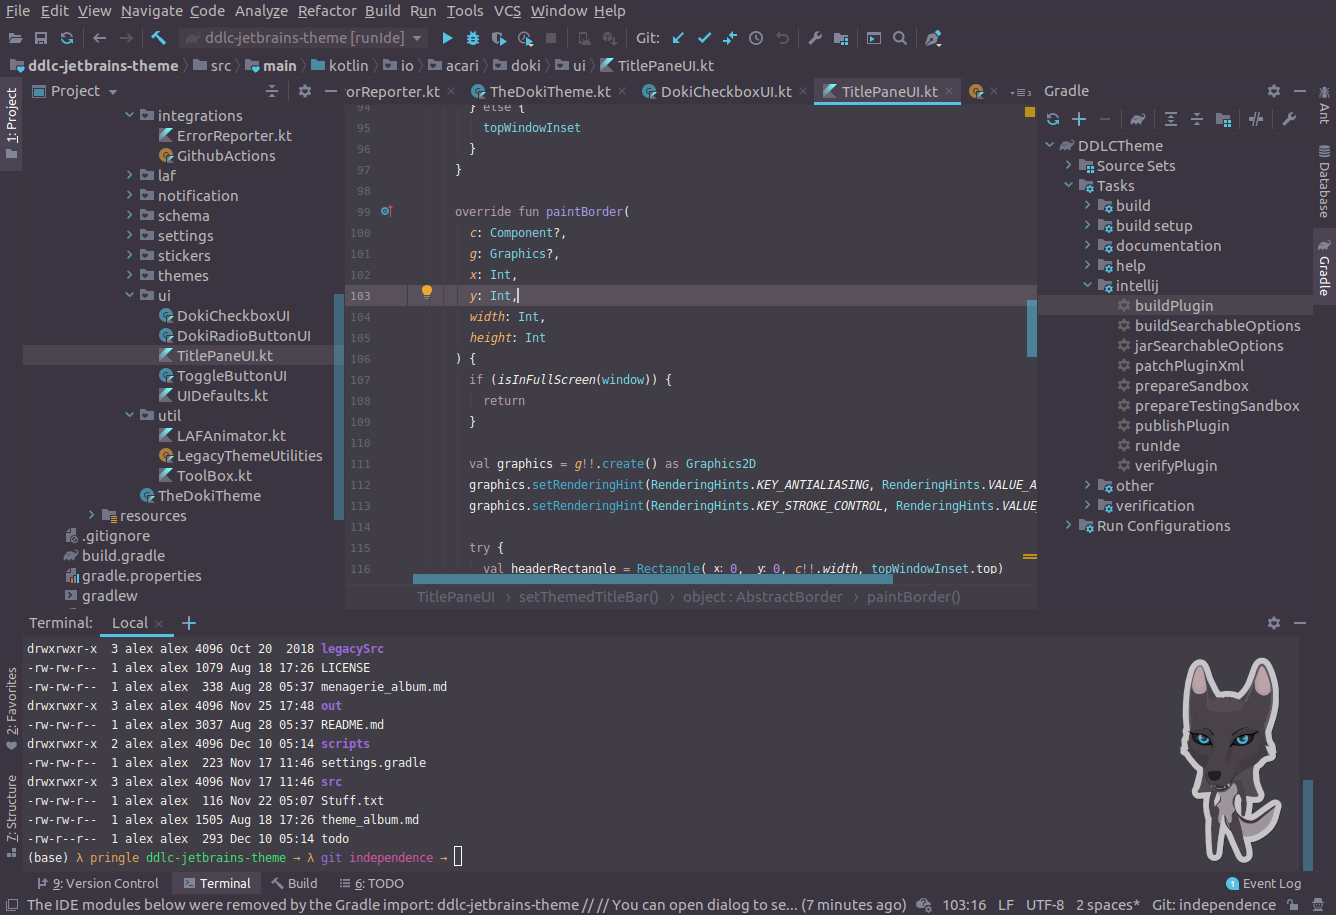 File Edit View Navigate Code Analyze Refactor Build Run Tools VCS Window Help
ddlc-jetbrains-theme [runIde] Git:
ddlc-jetbrains-theme src main kotlin io acari doki ui TitlePaneUI.kt
1: Project
Project
integrations
ErrorReporter.kt
GithubActions
laf
notification
schema
settings
stickers
themes
ui
DokiCheckboxUI
DokiRadioButtonUI
TitlePaneUI.kt
ToggleButtonUI
UIDefaults.kt
util
LAFAnimator.kt
LegacyThemeUtilities
ToolBox.kt
TheDokiTheme
resources
.gitignore
build.gradle
gradle.properties
gradlew
orReporter.kt TheDokiTheme.kt DokiCheckboxUI.kt TitlePaneUI.kt
94 } else {
95 topWindowInset
96 }
97 }
98
99 override fun paintBorder(
100 c: Component?,
101 g: Graphics?,
102 x: Int,
103 y: Int,
104 width: Int,
105 height: Int
106 ) {
107 if (isInFullScreen(window)) {
108 return
109 }
110
111 val graphics = g!!.create() as Graphics2D
112 graphics.setRenderingHint(RenderingHints.KEY_ANTIALIASING, RenderingHints.VALUE_A
113 graphics.setRenderingHint(RenderingHints.KEY_STROKE_CONTROL, RenderingHints.VALUE_
114
115 try {
116 val headerRectangle = Rectangle( x: 0, y: 0, c!!.width, topWindowInset.top)
TitlePaneUI setThemedTitleBar() object : AbstractBorder paintBorder()
Gradle
DDLCTheme
Source Sets
Tasks
build
build setup
documentation
help
intellij
buildPlugin
buildSearchableOptions
jarSearchableOptions
patchPluginXml
prepareSandbox
prepareTestingSandbox
publishPlugin
runIde
verifyPlugin
other
verification
Run Configurations
Ant
Database
Gradle
Terminal: Local
drwxrwxr-x 3 alex alex 4096 Oct 20 2018 legacySrc
-rw-rw-r-- 1 alex alex 1079 Aug 18 17:26 LICENSE
-rw-rw-r-- 1 alex alex 338 Aug 28 05:37 menagerie_album.md
drwxrwxr-x 3 alex alex 4096 Nov 25 17:48 out
-rw-rw-r-- 1 alex alex 3037 Aug 28 05:37 README.md
drwxrwxr-x 2 alex alex 4096 Dec 10 05:14 scripts
-rw-rw-r-- 1 alex alex 223 Nov 17 11:46 settings.gradle
drwxrwxr-x 3 alex alex 4096 Nov 17 11:46 src
-rw-rw-r-- 1 alex alex 116 Nov 22 05:07 Stuff.txt
-rw-rw-r-- 1 alex alex 1505 Aug 18 17:26 theme_album.md
-rw-r--r-- 1 alex alex 293 Dec 10 05:14 todo
(base) λ pringle ddlc-jetbrains-theme → λ git independence →
2: Favorites
7: Structure
9: Version Control Terminal Build 6: TODO 1 Event Log
The IDE modules below were removed by the Gradle import: ddlc-jetbrains-theme // // You can open dialog to se... (7 minutes ago) 103:16 LF UTF-8 2 spaces* Git: independence